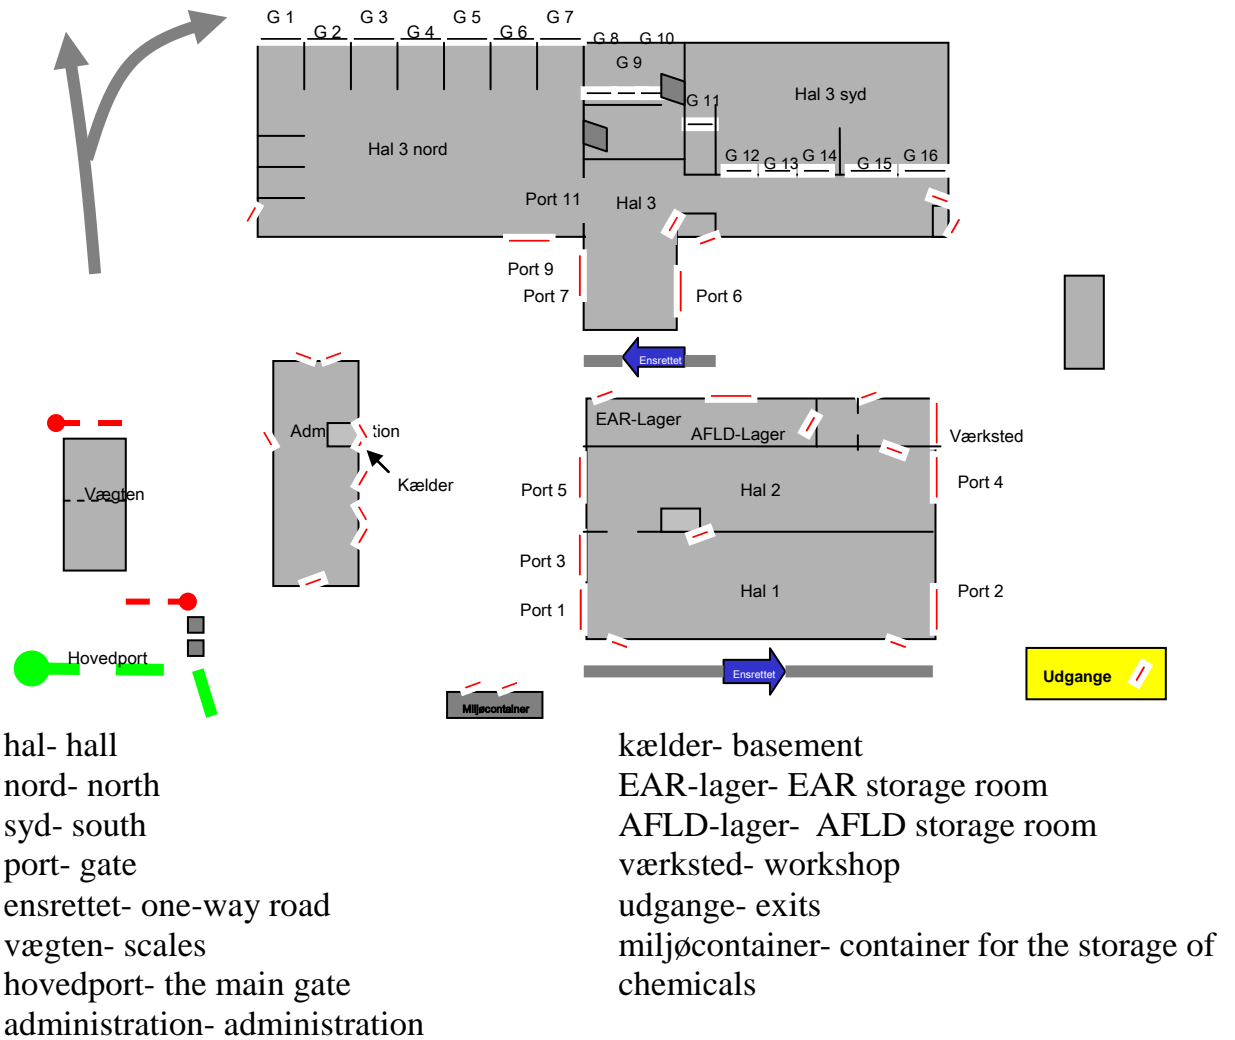 G 1
G 2
G 3
G 4
G 5
G 6
G 7
G 8
G 10
G 9
G 11
Hal 3 syd
Hal 3 nord
G 12
G 13
G 14
G 15
G 16
Port 11
Hal 3
Port 9
Port 7
Port 6
Ensrettet
EAR-Lager
AFLD-Lager
Værksted
Adm
tion
Kælder
Vægten
Port 5
Hal 2
Port 4
Port 3
Port 1
Hal 1
Port 2
Hovedport
Ensrettet
Udgange
Miljøcontainer
hal- hall
nord- north
syd- south
port- gate
ensrettet- one-way road
vægten- scales
hovedport- the main gate
administration- administration
kælder- basement
EAR-lager- EAR storage room
AFLD-lager- AFLD storage room
værksted- workshop
udgange- exits
miljøcontainer- container for the storage of
chemicals